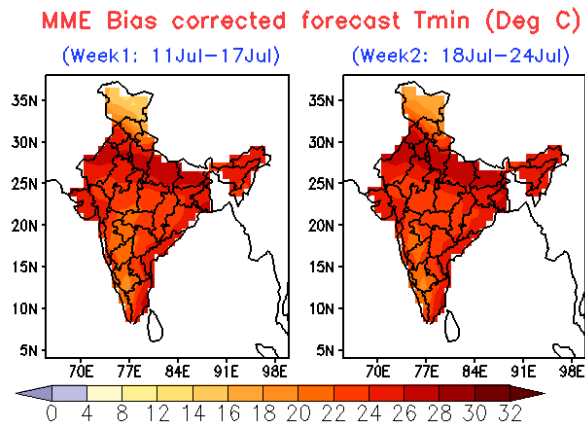 MME Bias corrected forecast Tmin (Deg C)
(Week1: 11Jul-17Jul) (Week2: 18Jul-24Jul)
35N 35N
30N 30N
25N 25N
20N 20N
15N 15N
10N 10N
5N 5N
70E 77E 84E 91E 98E 70E 77E 84E 91E 98E
0 4 8 12 14 16 18 20 22 24 26 28 30 32